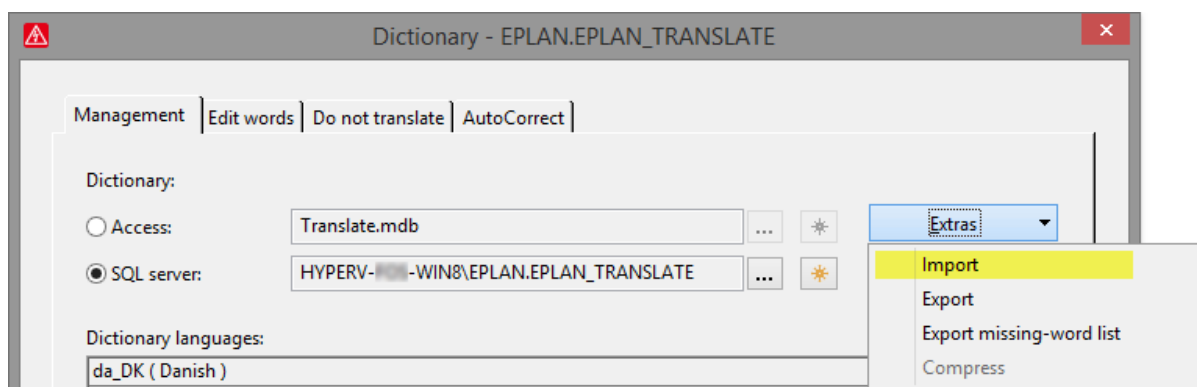 Dictionary - EPLAN.EPLAN_TRANSLATE
Management Edit words Do not translate AutoCorrect
Dictionary:
Access: Translate.mdb ... Extras
SQL server: HYPERV- -WIN8\EPLAN.EPLAN_TRANSLATE ...
Import
Export
Export missing-word list
Compress
Dictionary languages:
da_DK ( Danish )